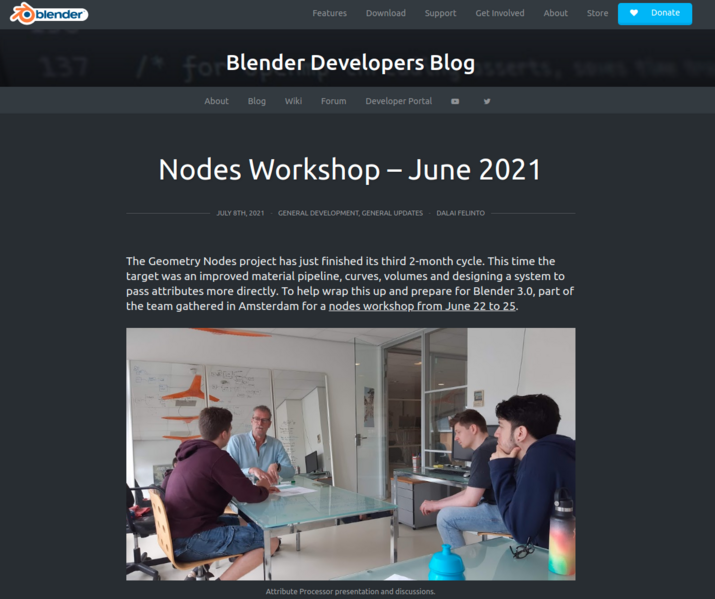 blender
Features Download Support Get Involved About Store Donate
137 /* for
Blender Developers Blog
About Blog Wiki Forum Developer Portal
Nodes Workshop – June 2021
JULY 8TH, 2021 GENERAL DEVELOPMENT, GENERAL UPDATES DALAI FELINTO
The Geometry Nodes project has just finished its third 2-month cycle. This time the
target was an improved material pipeline, curves, volumes and designing a system to
pass attributes more directly. To help wrap this up and prepare for Blender 3.0, part of
the team gathered in Amsterdam for a nodes workshop from June 22 to 25.
Attribute Processor presentation and discussions.